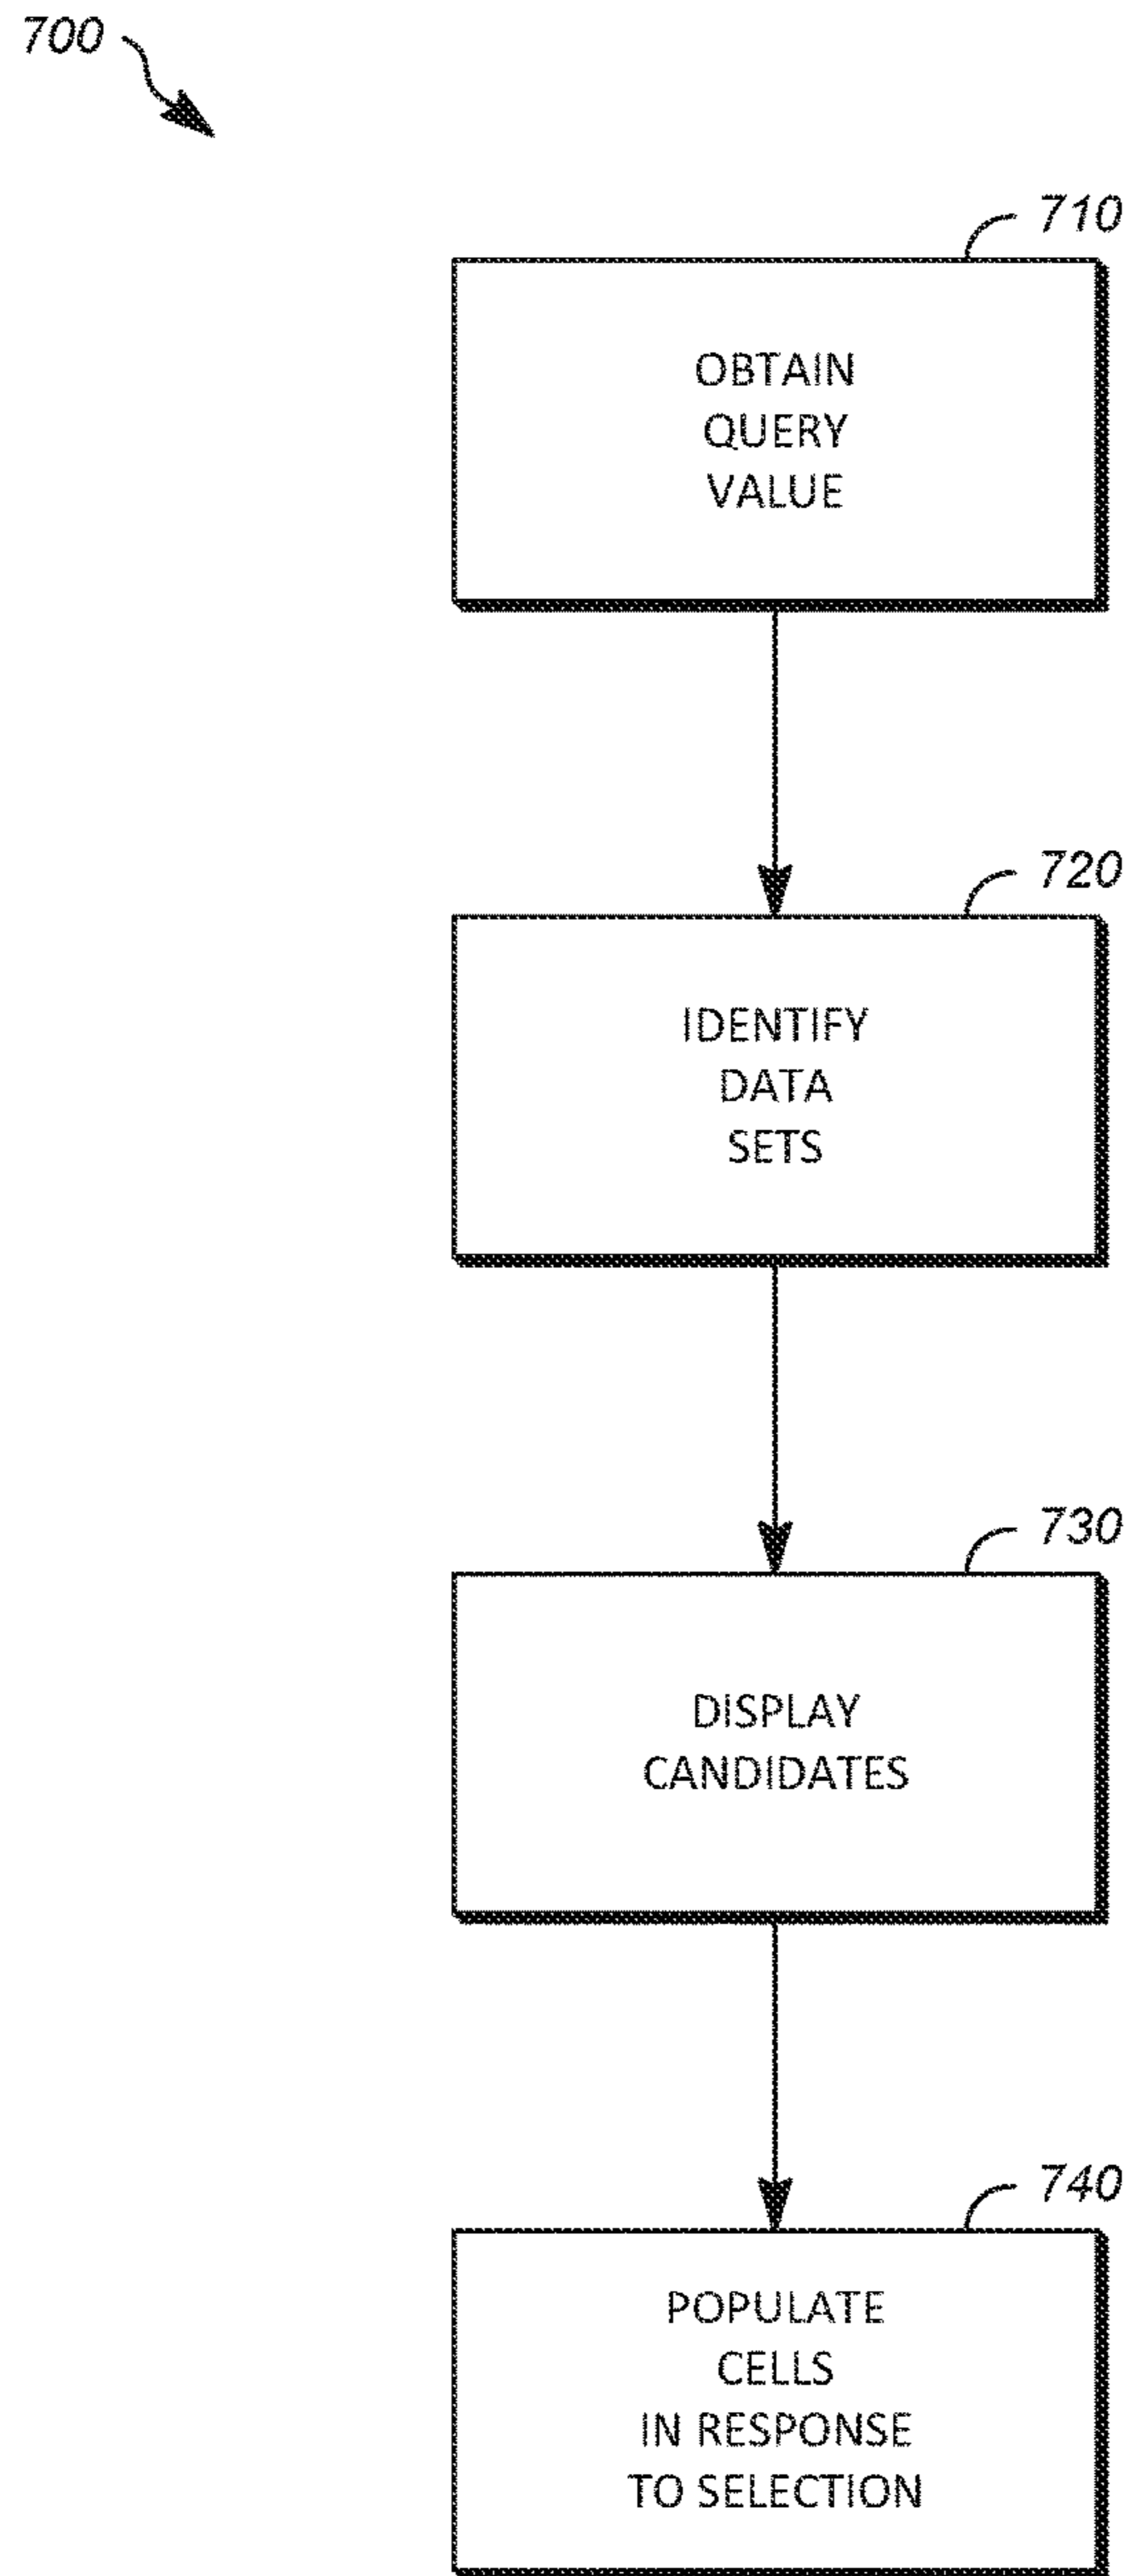 700
710
OBTAIN
QUERY
VALUE
720
IDENTIFY
DATA
SETS
730
DISPLAY
CANDIDATES
740
POPULATE
CELLS
IN RESPONSE
TO SELECTION